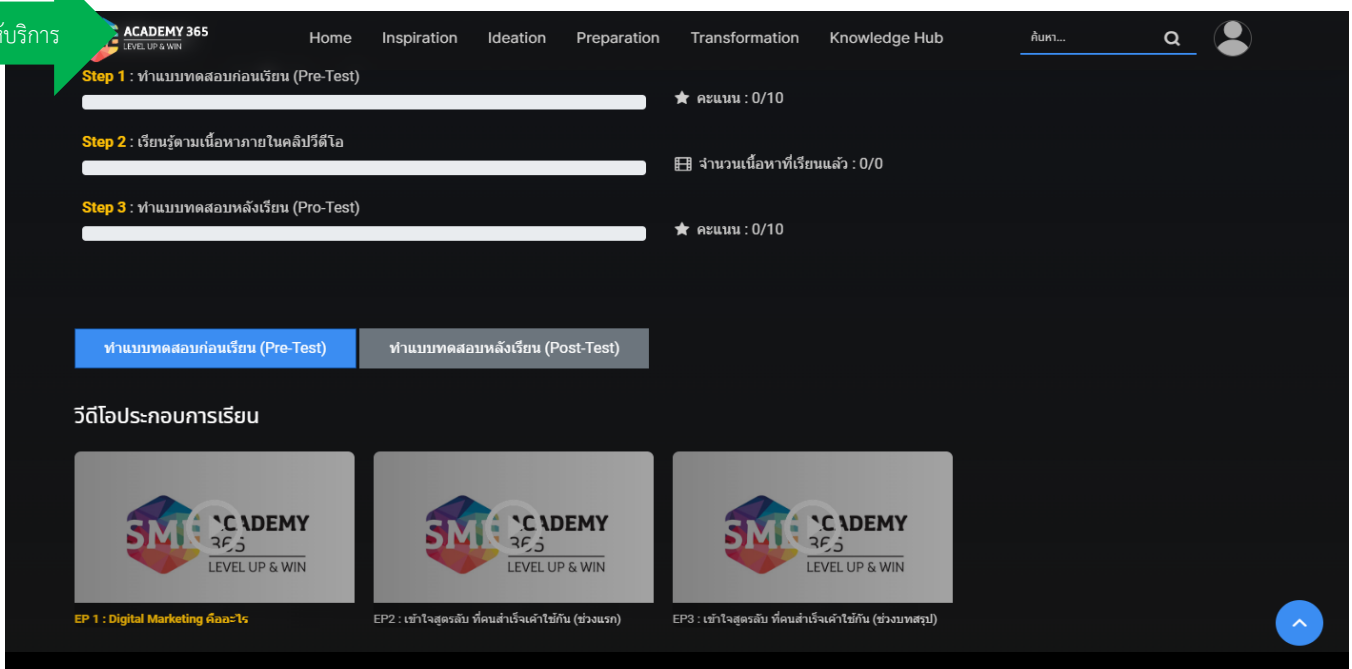 ACADEMY 365
LEVEL UP & WIN
Home Inspiration Ideation Preparation Transformation Knowledge Hub ค้นหา...
Step 1 : ทำแบบทดสอบก่อนเรียน (Pre-Test)
คะแนน : 0/10
Step 2 : เรียนรู้ตามเนื้อหาภายในคลิปวีดีโอ
จำนวนเนื้อหาที่เรียนแล้ว : 0/0
Step 3 : ทำแบบทดสอบหลังเรียน (Pro-Test)
คะแนน : 0/10
ทำแบบทดสอบก่อนเรียน (Pre-Test) ทำแบบทดสอบหลังเรียน (Post-Test)
วีดีโอประกอบการเรียน
SME ACADEMY
365
LEVEL UP & WIN
SME ACADEMY
365
LEVEL UP & WIN
SME ACADEMY
365
LEVEL UP & WIN
EP 1 : Digital Marketing คืออะไร
EP2 : เข้าใจสูตรลับ ที่คนสำเร็จเค้าใช้กัน (ช่วงแรก)
EP3 : เข้าใจสูตรลับ ที่คนสำเร็จเค้าใช้กัน (ช่วงบทสรุป)